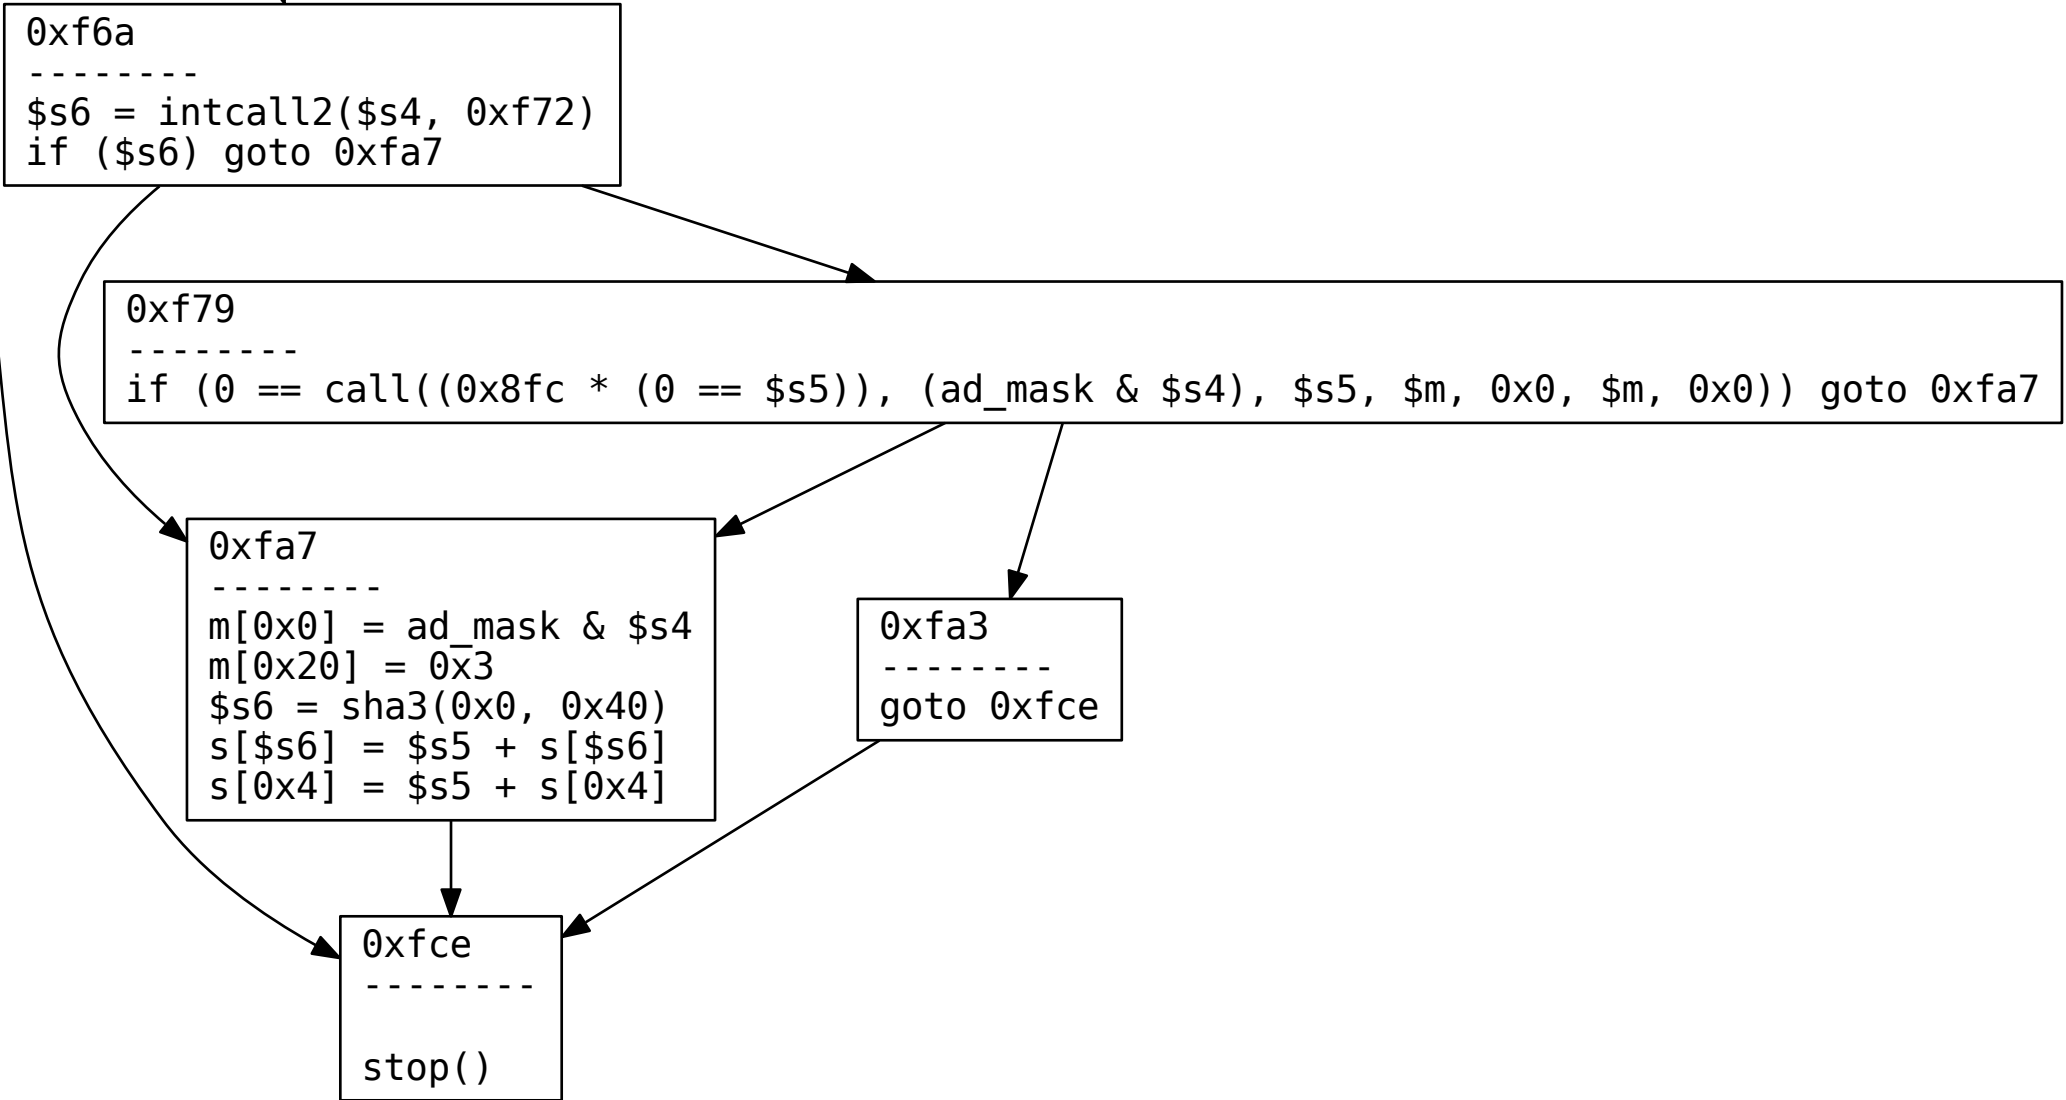 0xf6a
--------
$s6 = intcall2($s4, 0xf72)
if ($s6) goto 0xfa7
0xf79
--------
if (0 == call((0x8fc * (0 == $s5)), (ad_mask & $s4), $s5, $m, 0x0, $m, 0x0)) goto 0xfa7
0xfa7
--------
m[0x0] = ad_mask & $s4
m[0x20] = 0x3
$s6 = sha3(0x0, 0x40)
s[$s6] = $s5 + s[$s6]
s[0x4] = $s5 + s[0x4]
0xfa3
--------
goto 0xfce
0xfce
--------
stop()